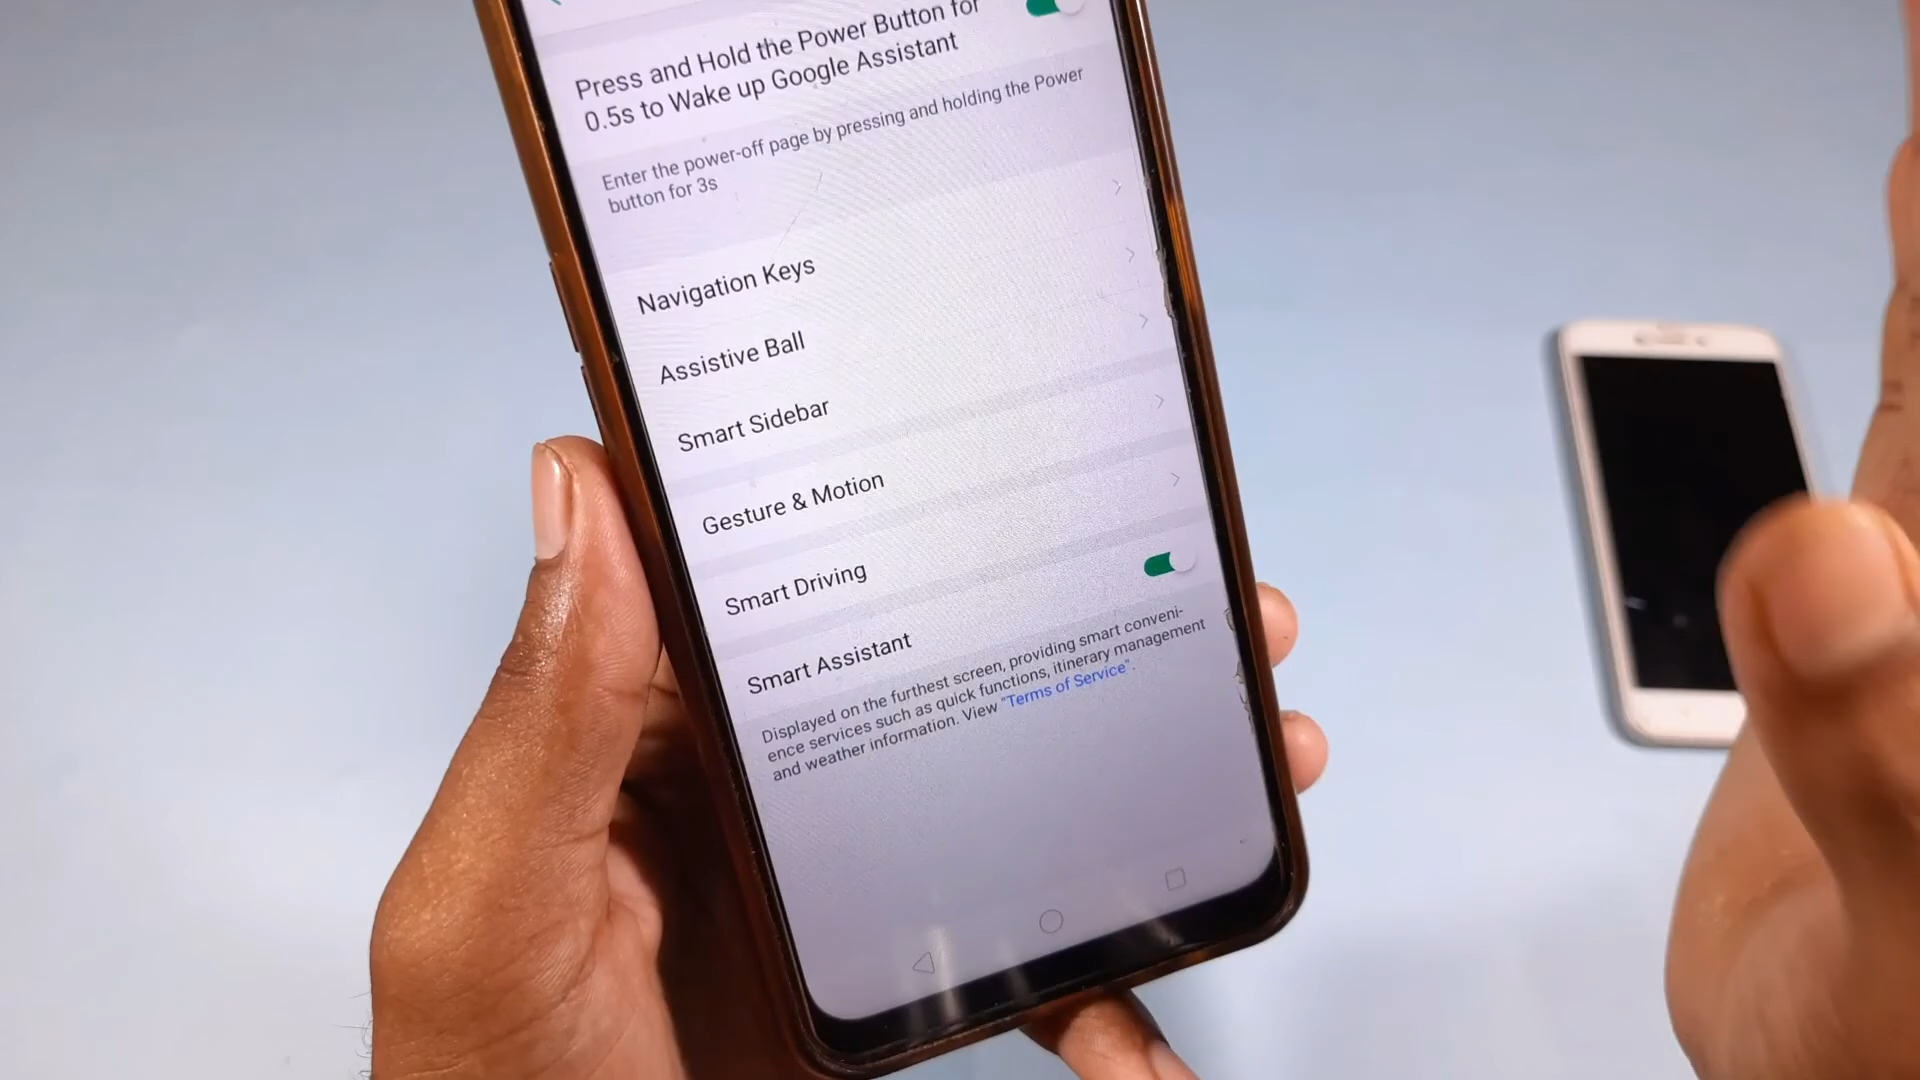 Press and Hold the Power Button for
0.5s to Wake up Google Assistant
Enter the power-off page by pressing and holding the Power
button for 3s
Navigation Keys
Assistive Ball
Smart Sidebar
Gesture & Motion
Smart Driving
Smart Assistant
Displayed on the furthest screen, providing smart conveni-
ence services such as quick functions, itinerary management
and weather information. View "Terms of Service".